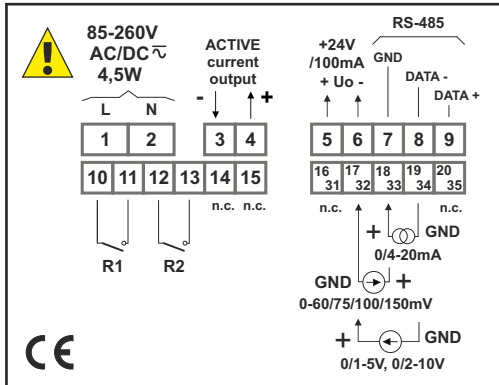 85-260V
AC/DC
4,5W
L N
ACTIVE
current
output
- +
+24V
/100mA
+ Uo -
RS-485
GND
DATA -
DATA +
1 2 3 4 5 6 7 8 9
10 11 12 13 14 15 16 31 17 32 18 33 19 34 20 35
n.c. n.c. n.c. n.c.
R1 R2
+ GND
0/4-20mA
GND +
0-60/75/100/150mV
+ GND
0/1-5V, 0/2-10V
CE